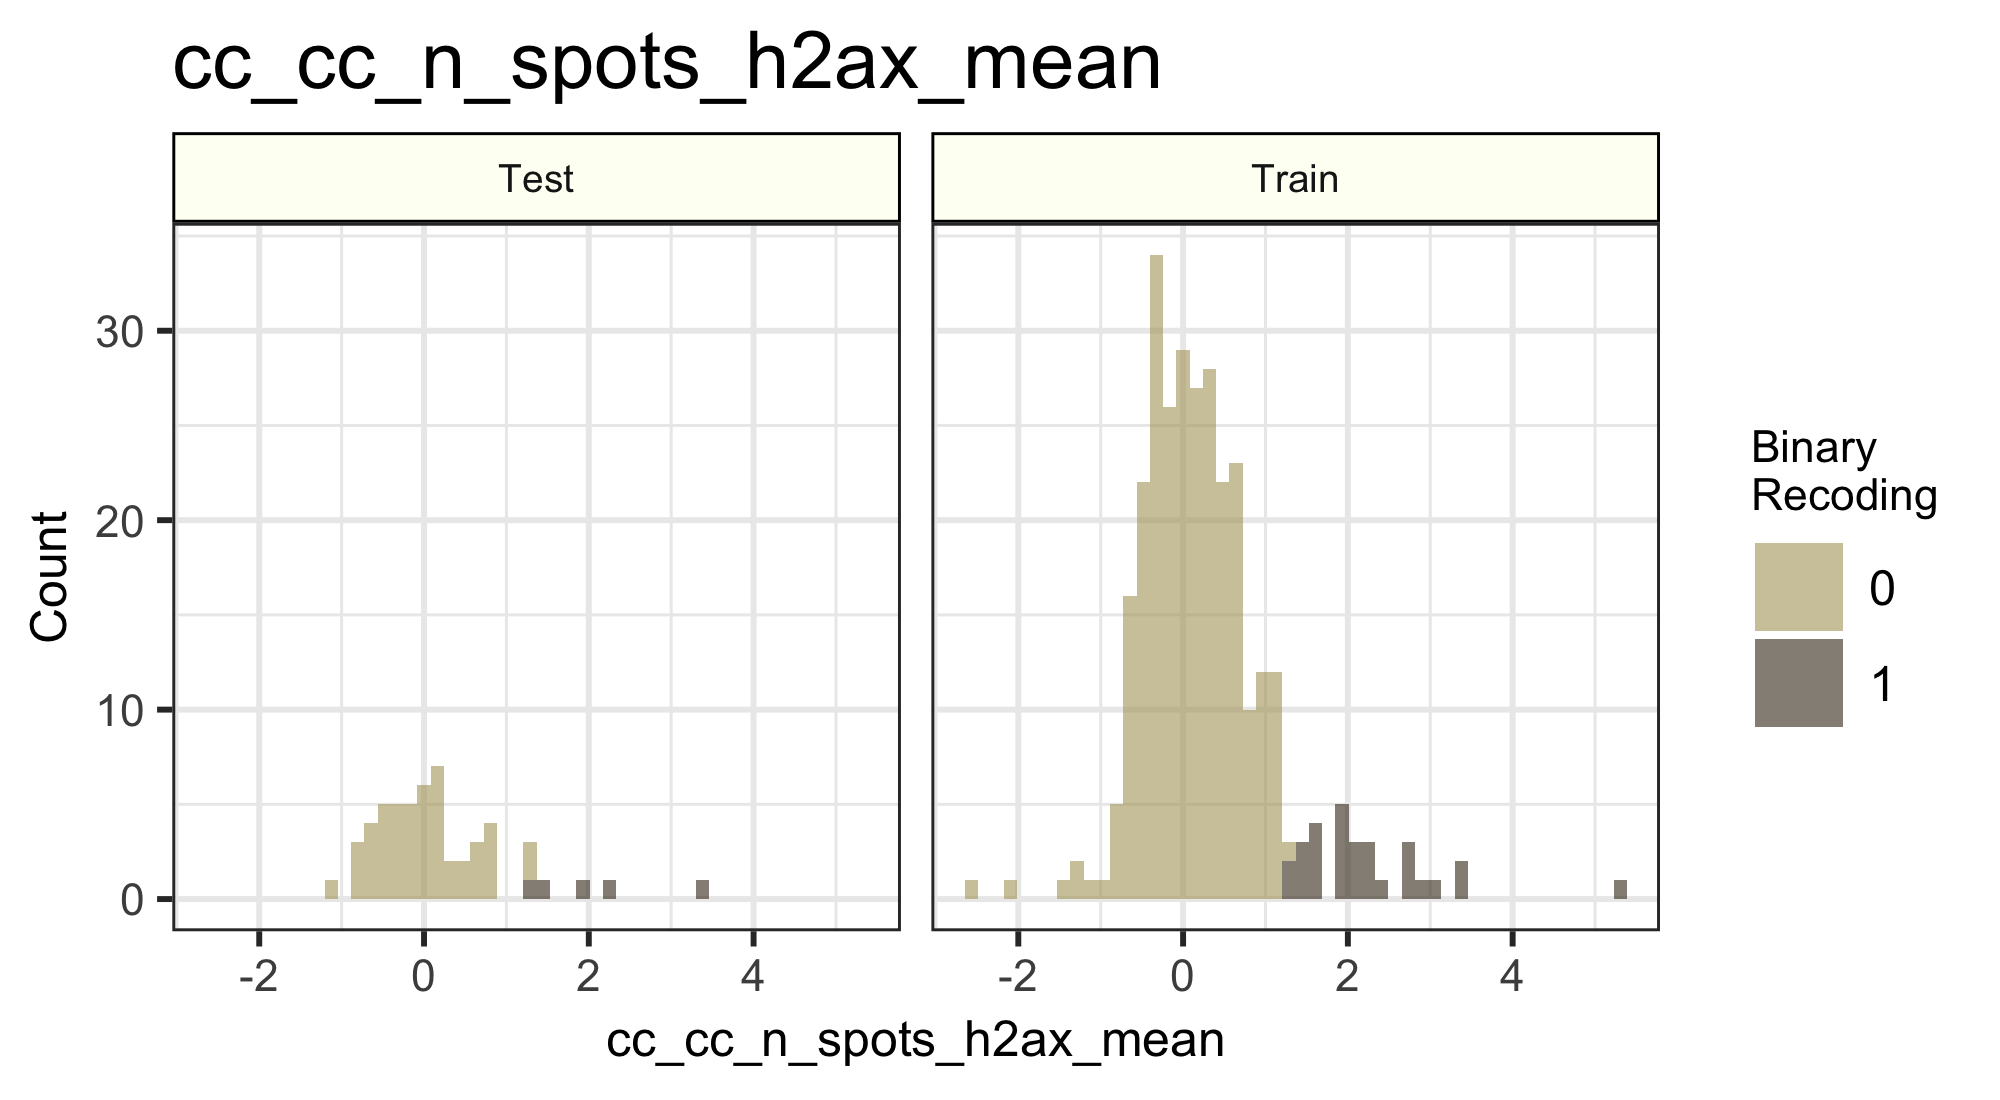 cc_cc_n_spots_h2ax_mean
Test
Train
30
20
10
0
Count
-2 0 2 4
-2 0 2 4
cc_cc_n_spots_h2ax_mean
Binary
Recoding
0
1